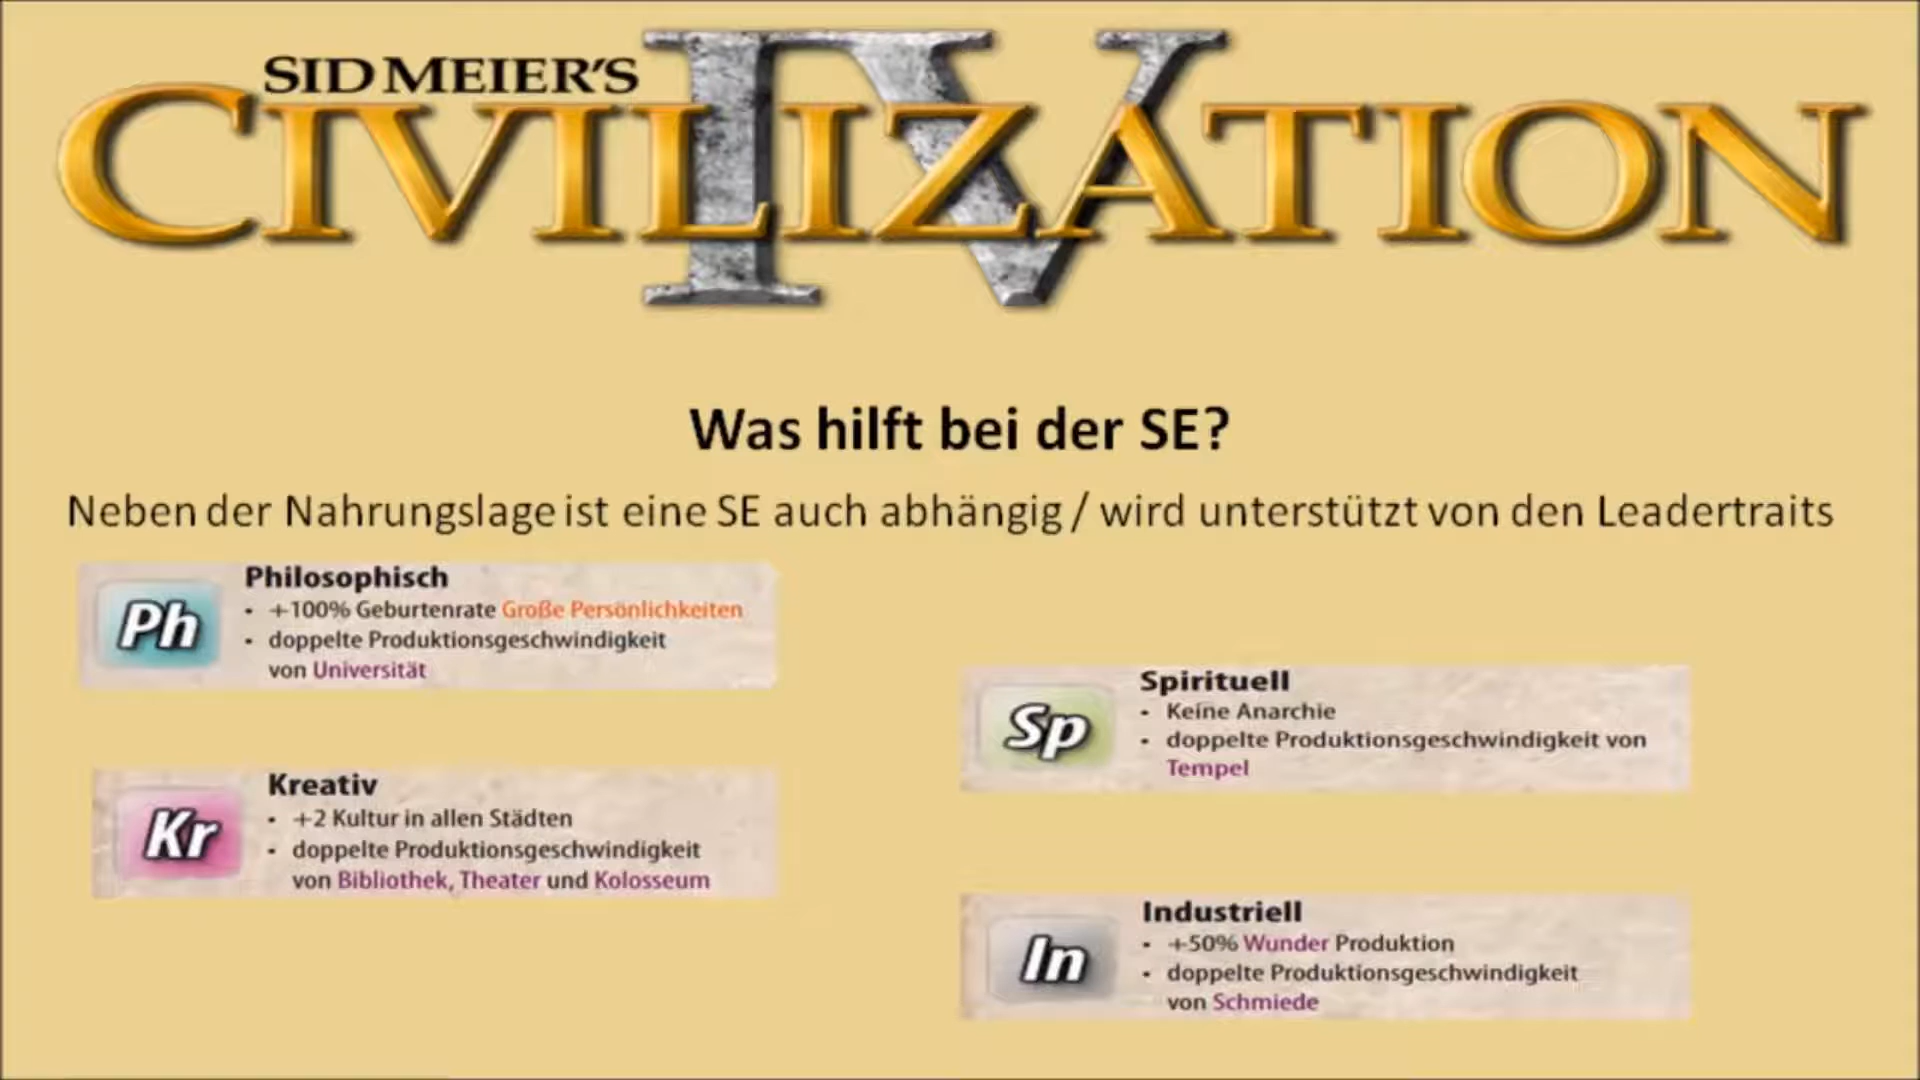 SID MEIER'S
CIVILIZATION
IV
Was hilft bei der SE?
Neben der Nahrungslage ist eine SE auch abhängig / wird unterstützt von den Leadertraits
Ph
Philosophisch
• +100% Geburtenrate Große Persönlichkeiten
• doppelte Produktionsgeschwindigkeit
von Universität
Kr
Kreativ
• +2 Kultur in allen Städten
• doppelte Produktionsgeschwindigkeit
von Bibliothek, Theater und Kolosseum
Sp
Spirituell
• Keine Anarchie
• doppelte Produktionsgeschwindigkeit von
Tempel
In
Industriell
• +50% Wunder Produktion
• doppelte Produktionsgeschwindigkeit
von Schmiede